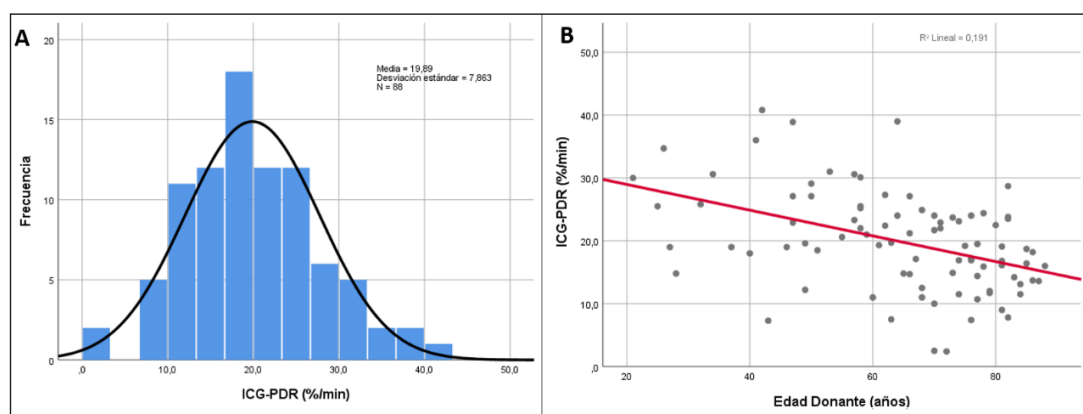 A
20
15
10
5
0
Frecuencia
Media = 19,89
Desviación estándar = 7,863
N = 88
,0
10,0
20,0
30,0
40,0
50,0
ICG-PDR (%/min)
B
R² Lineal = 0,191
50,0
40,0
30,0
20,0
10,0
,0
ICG-PDR (%/min)
20
40
60
80
Edad Donante (años)